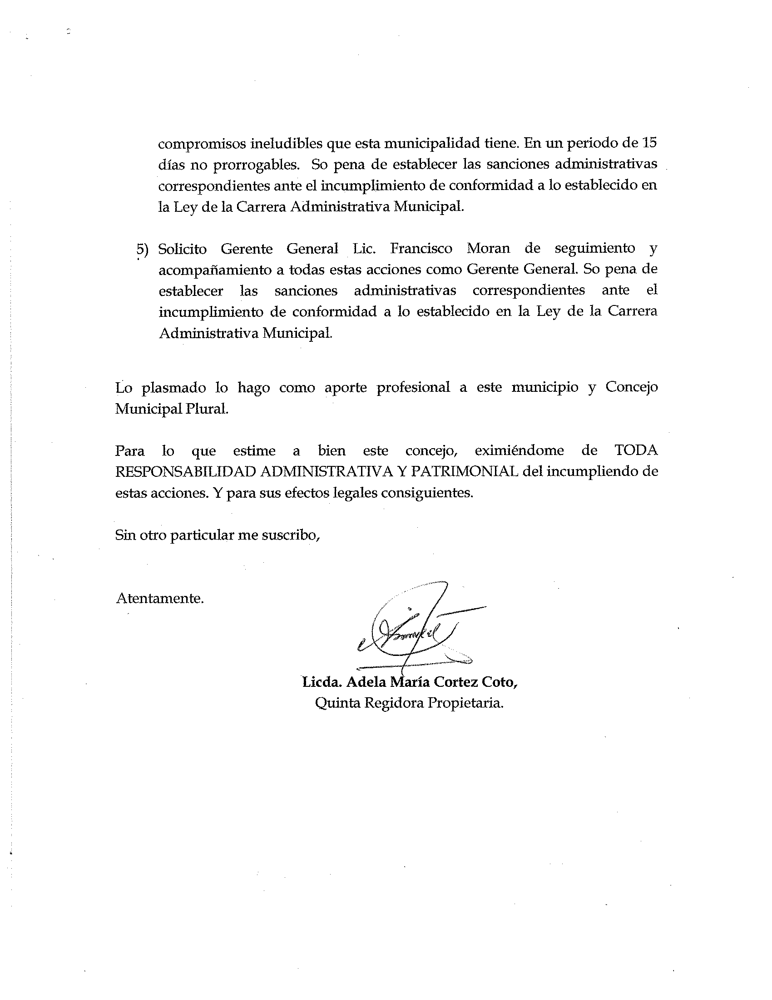 compromisos ineludibles que esta municipalidad tiene. En un periodo de 15
días no prorrogables. So pena de establecer las sanciones administrativas
correspondientes ante el incumplimiento de conformidad a lo establecido en
la Ley de la Carrera Administrativa Municipal.
5) Solicito Gerente General Lic. Francisco Moran de seguimiento y
acompañamiento a todas estas acciones como Gerente General. So pena de
establecer las sanciones administrativas correspondientes ante el
incumplimiento de conformidad a lo establecido en la Ley de la Carrera
Administrativa Municipal.
Lo plasmado lo hago como aporte profesional a este municipio y Concejo
Municipal Plural.
Para lo que estime a bien este concejo, eximiéndome de TODA
RESPONSABILIDAD ADMINISTRATIVA Y PATRIMONIAL del incumpliendo de
estas acciones. Y para sus efectos legales consiguientes.
Sin otro particular me suscribo,
Atentamente.
Licda. Adela María Cortez Coto,
Quinta Regidora Propietaria.